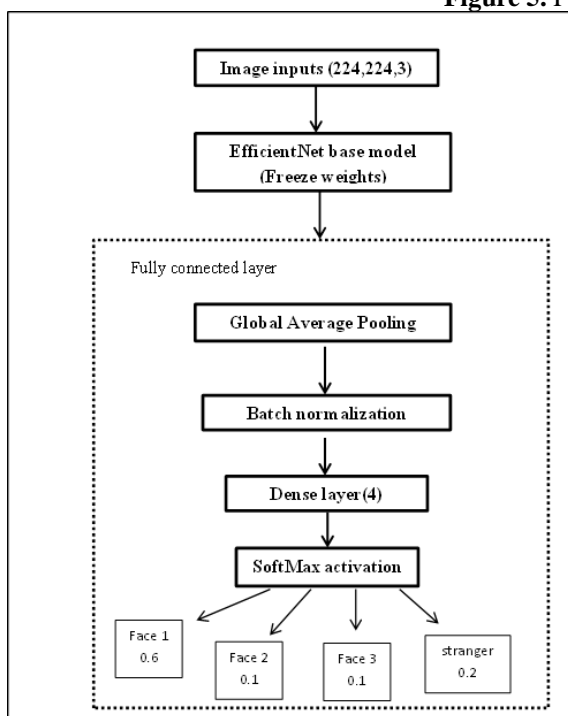 Figure 3.
Image inputs (224,224,3)
EfficientNet base model
(Freeze weights)
Fully connected layer
Global Average Pooling
Batch normalization
Dense layer(4)
SoftMax activation
Face 1
0.6
Face 2
0.1
Face 3
0.1
stranger
0.2